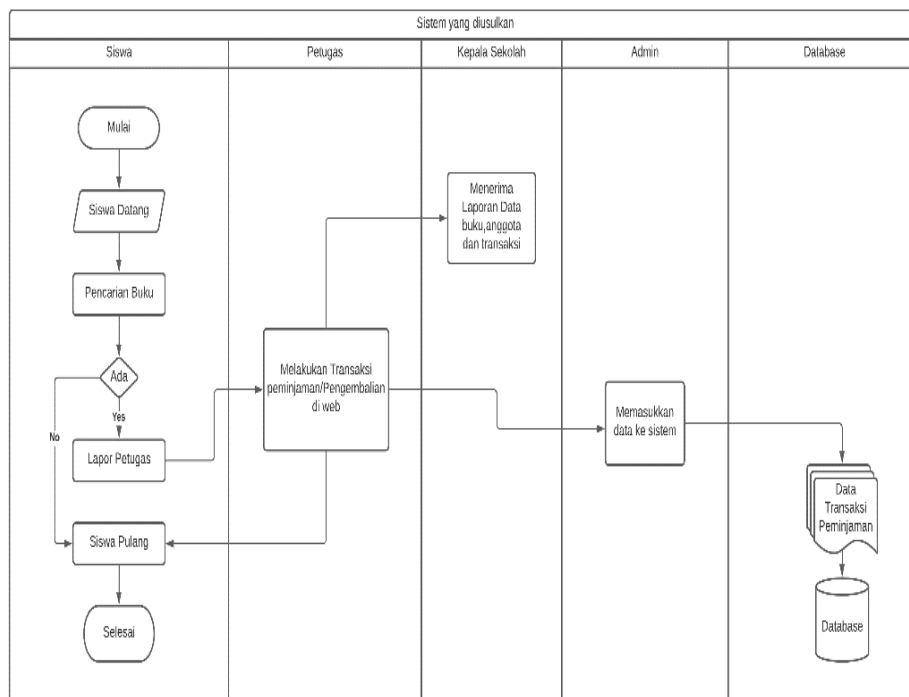 Sistem yang diusulkan
Siswa
Petugas
Kepala Sekolah
Admin
Database
Mulai
Siswa Datang
Pencarian Buku
Ada
Yes
No
Lapor Petugas
Siswa Pulang
Selesai
Melakukan Transaksi
peminjaman/Pengembalian
di web
Menerima
Laporan Data
buku,anggota
dan transaksi
Memasukkan
data ke sistem
Data
Transaksi
Peminjaman
Database